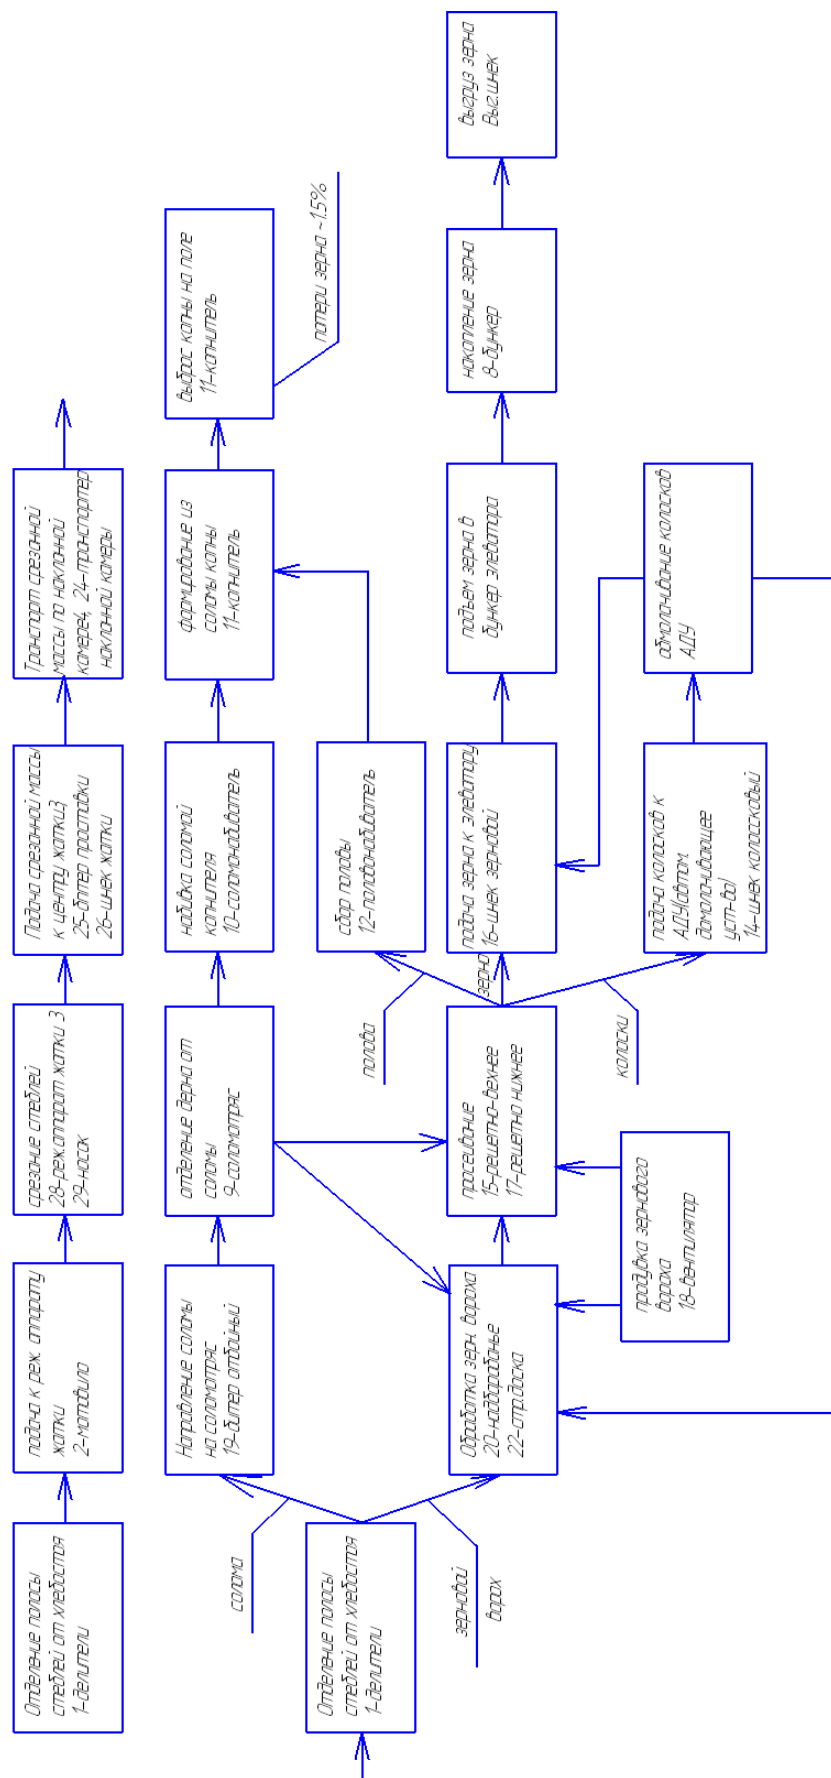 Отделение полосы
стеблей от хлебостоя
1-делители
подача к реж. аппарату
жатки
2-мотовило
срезание стеблей
28-реж.аппарат жатки 3
29-носок
Подача срезанной массы
к центру жатки3
25-битер проставки
26-шнек жатки
Транспорт срезанной
массы по наклонной
камере4, 24-транспортер
наклонной камеры
Направление соломы
на соломотряс
19-битер отбойный
отделение дерна от
соломы
9-соломотряс
набивка соломой
копнителя
10-соломонабиватель
формирование из
соломы копны
11-копнитель
выброс копны на поле
11-копнитель
потери зерна ~1.5%
солома
Отделение полосы
стеблей от хлебостоя
1-делители
зерновой
ворох
полова
сбор половы
12-половонабиватель
Обработка зерн. вороха
20-надбарабанье
22-стр.доска
просеивание
15-решетно-вехнее
17-решетно нижнее
зерно
подача зерна к элеватору
16-шнек зерновой
подъем зерна в
бункер элеватора
накопление зерна
8-бункер
выгруз зерна
Выг.шнек
колоски
продувка зернового
вороха
18-вентилятор
подача колосков к
АДУ(автом.
домолачивающее
уст-во)
14-шнек колоссковый
обмолачивание колосков
АДУ